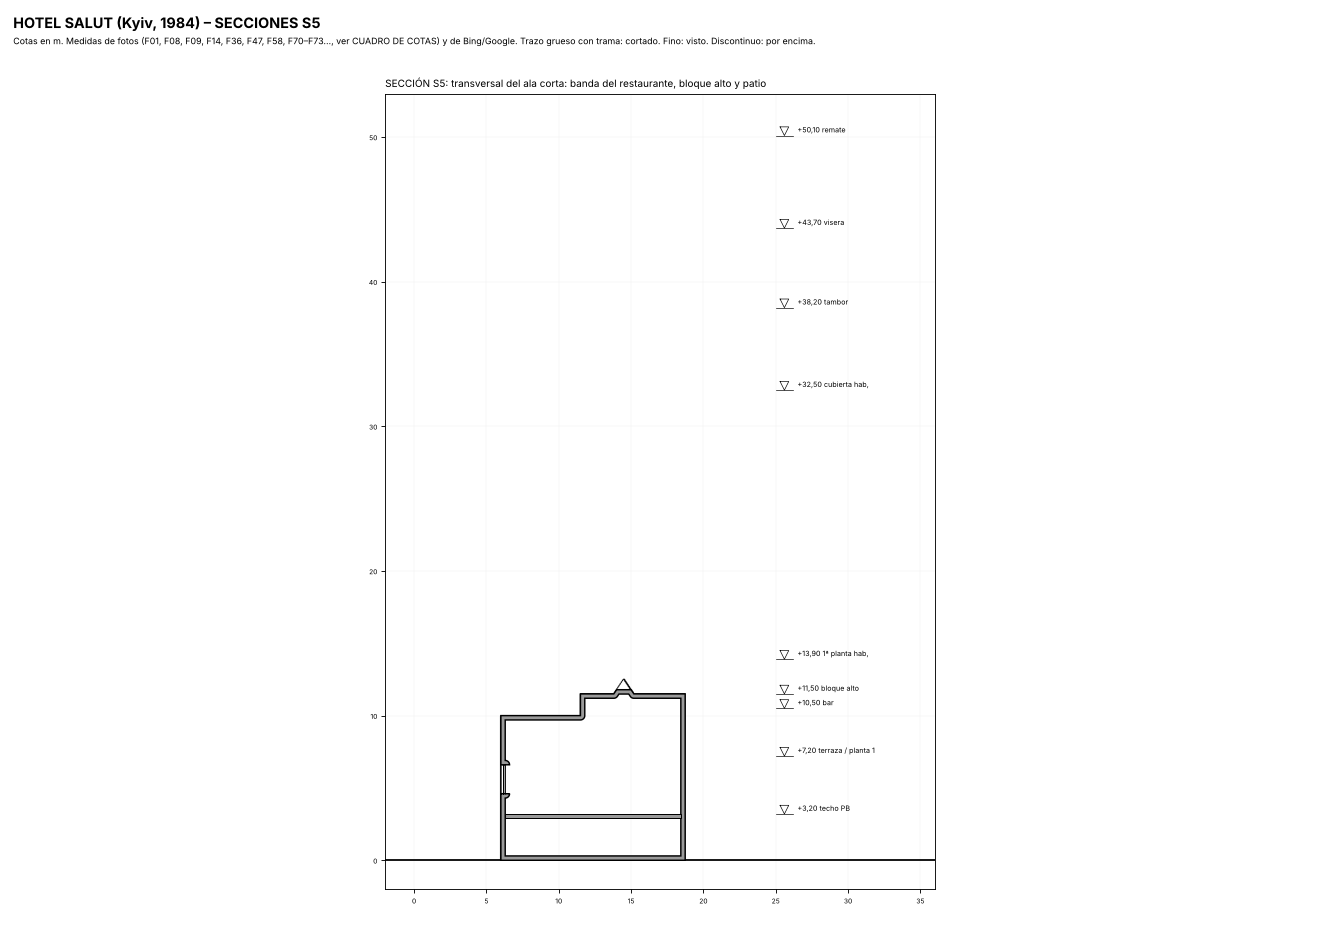 HOTEL SALUT (Kyiv, 1984) – SECCIONES S5
Cotas en m. Medidas de fotos (F01, F08, F09, F14, F36, F47, F58, F70–F73..., ver CUADRO DE COTAS) y de Bing/Google. Trazo grueso con trama: cortado. Fino: visto. Discontinuo: por encima.
SECCIÓN S5: transversal del ala corta: banda del restaurante, bloque alto y patio
50
+50,10 remate
+43,70 visera
40
+38,20 tambor
+32,50 cubierta hab,
30
20
+13,90 1ª planta hab,
+11,50 bloque alto
+10,50 bar
10
+7,20 terraza / planta 1
+3,20 techo PB
0
0 5 10 15 20 25 30 35